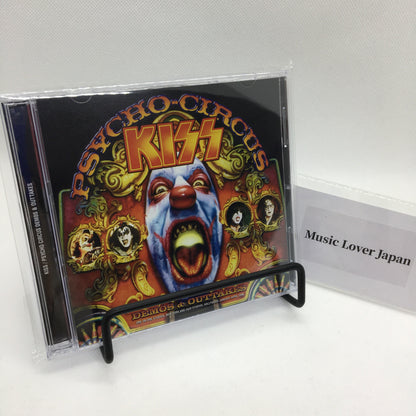 PSYCHO-CIRCUS
KISS
DEMOS & OUTTAKES
KISS / PSYCHO CIRCUS DEMOS & OUTTAKES
Music Lover Japan